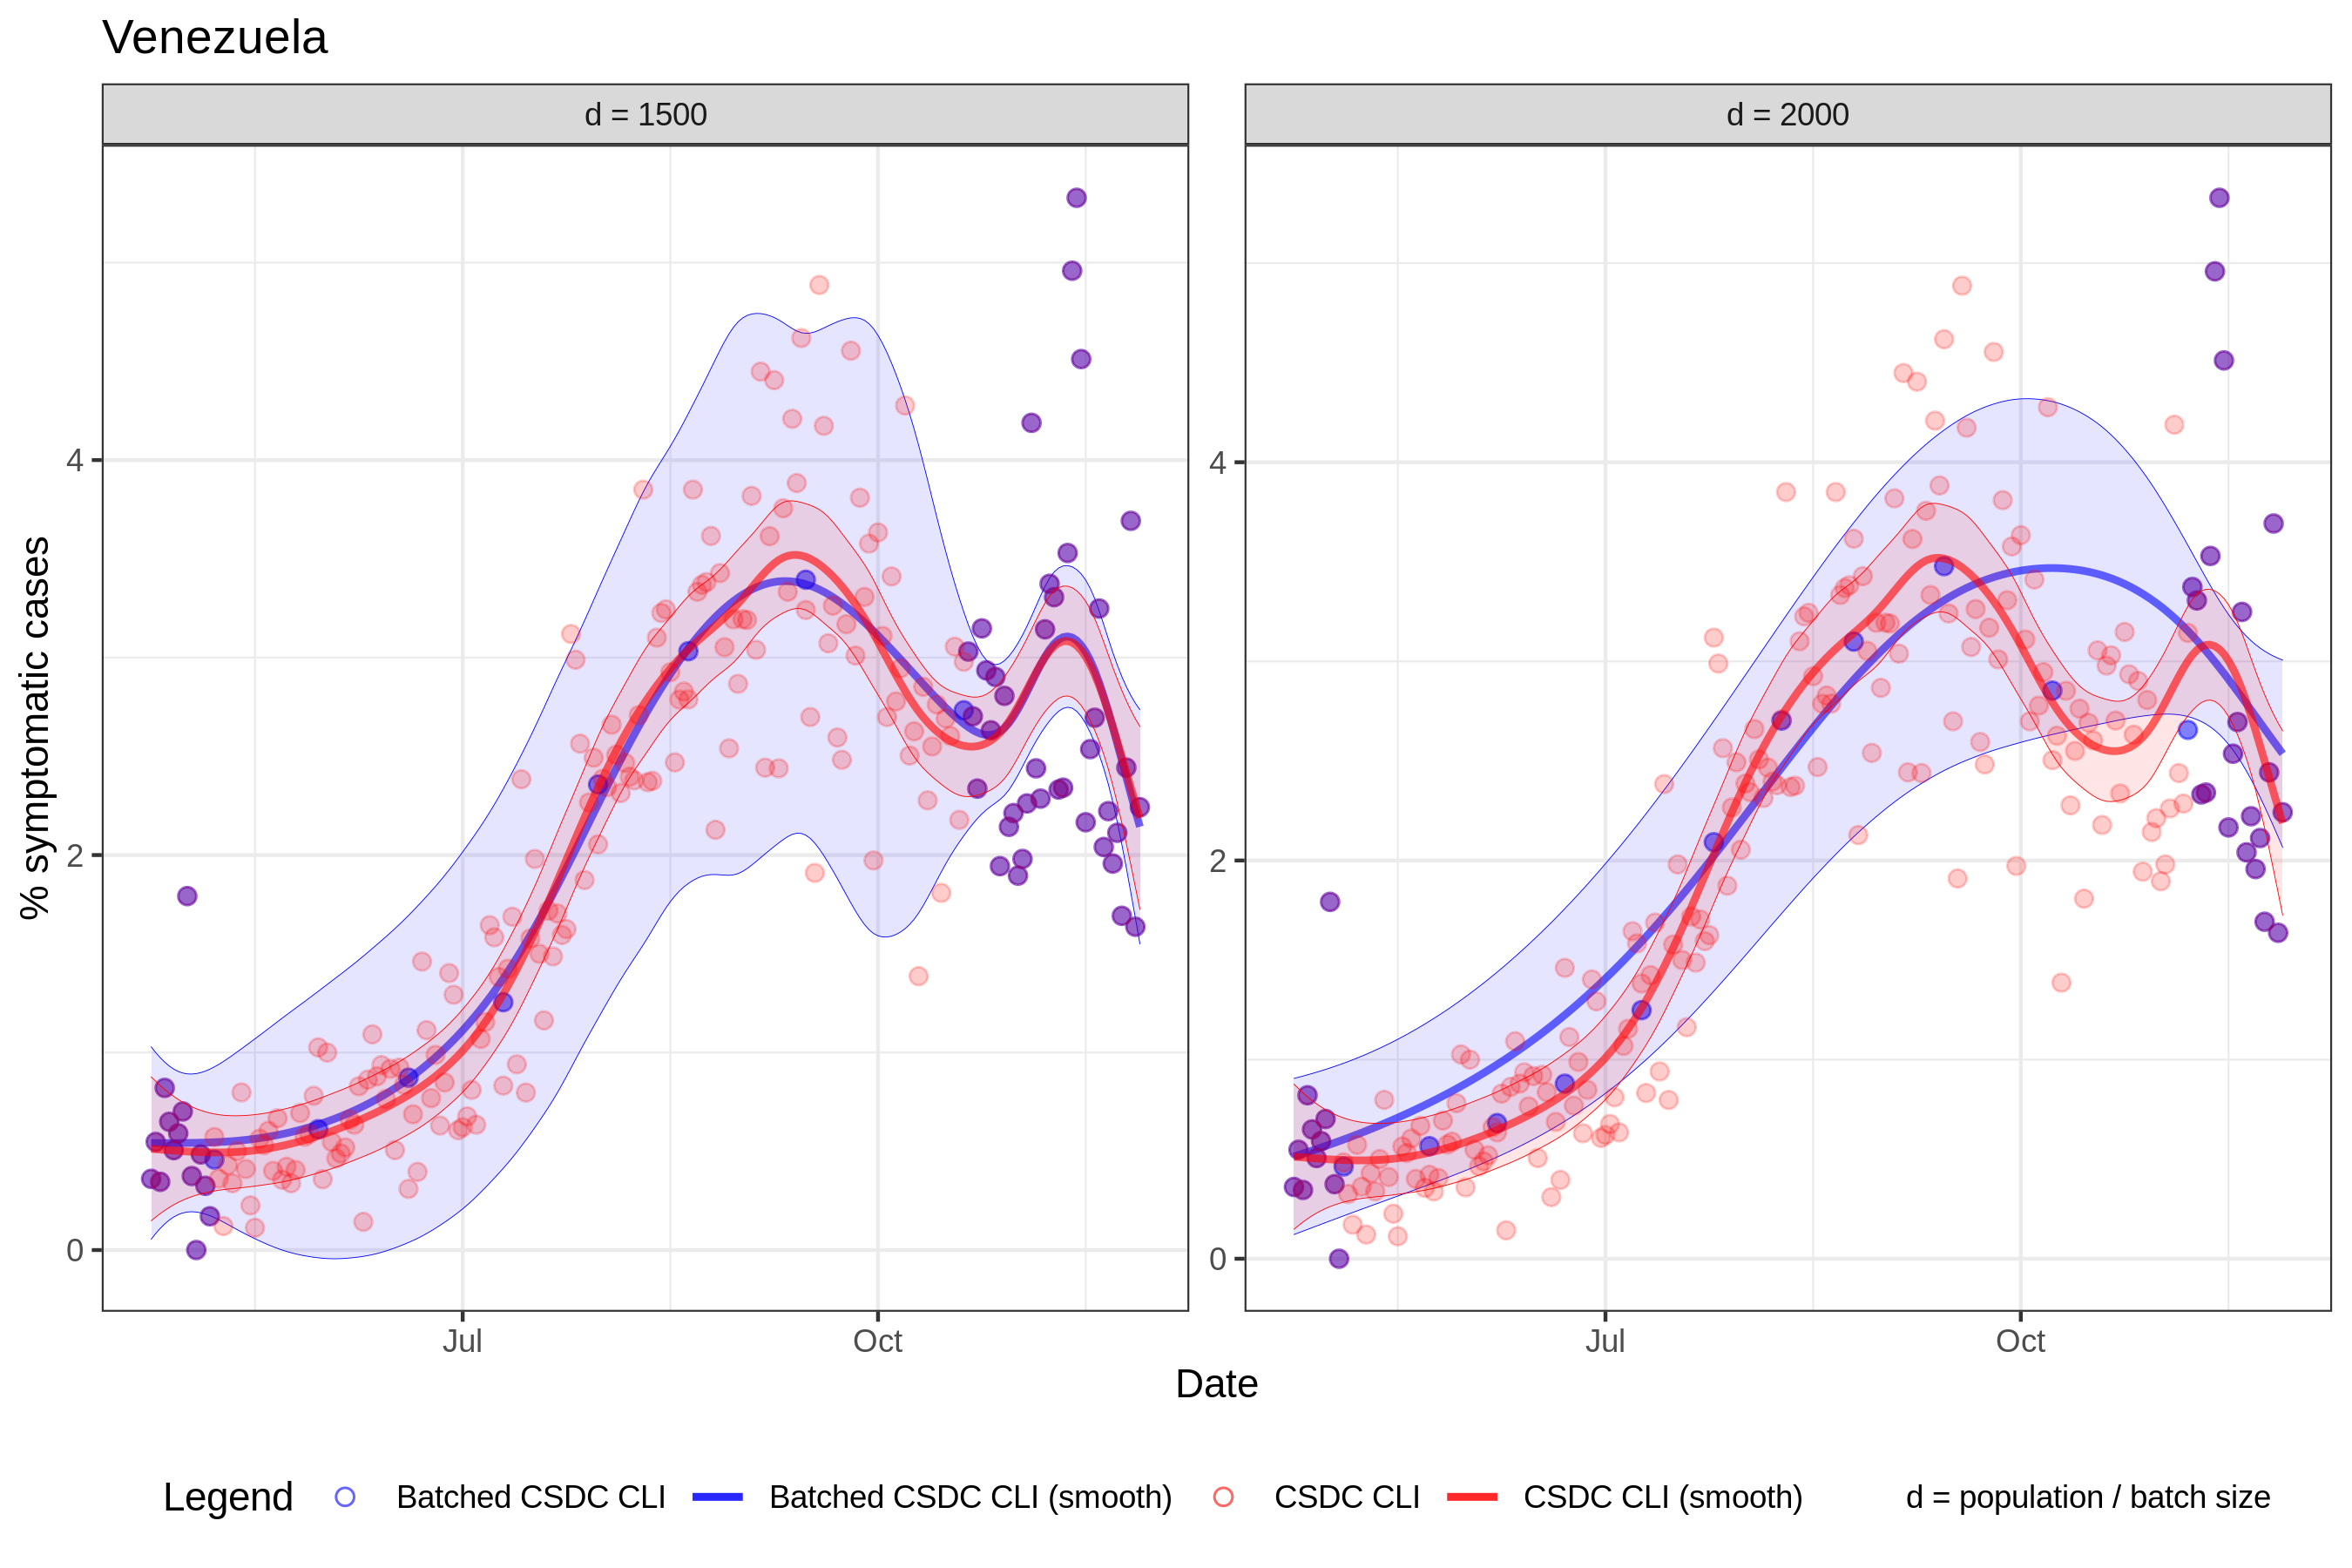 Venezuela
d = 1500
d = 2000
% symptomatic cases
4
2
0
4
2
0
Jul
Oct
Jul
Oct
Date
Legend Batched CSDC CLI Batched CSDC CLI (smooth) CSDC CLI CSDC CLI (smooth) d = population / batch size